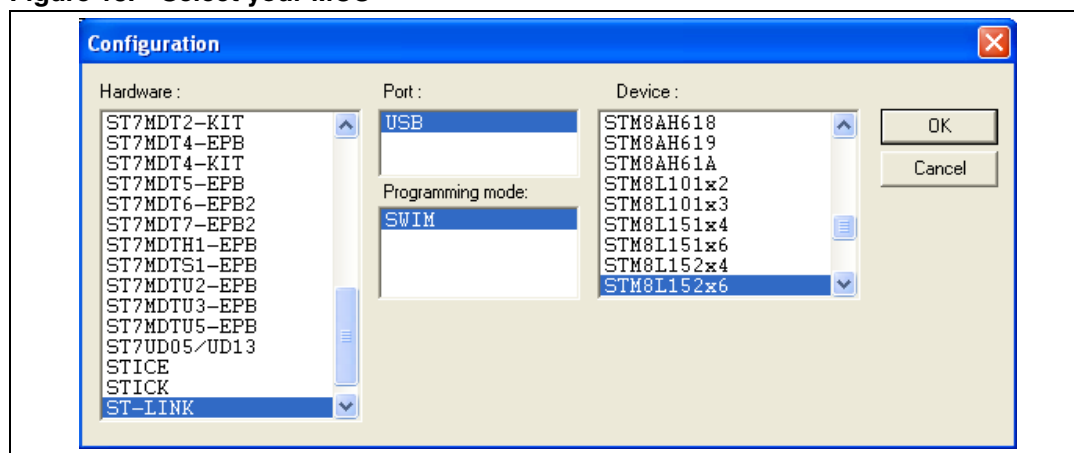 Configuration
Hardware :
ST7MDT2-KIT
ST7MDT4-EPB
ST7MDT4-KIT
ST7MDT5-EPB
ST7MDT6-EPB2
ST7MDT7-EPB2
ST7MDTH1-EPB
ST7MDTS1-EPB
ST7MDTU2-EPB
ST7MDTU3-EPB
ST7MDTU5-EPB
ST7UD05/UD13
STICE
STICK
ST-LINK
Port :
USB
Programming mode:
SWIM
Device :
STM8AH618
STM8AH619
STM8AH61A
STM8L101x2
STM8L101x3
STM8L151x4
STM8L151x6
STM8L152x4
STM8L152x6
OK
Cancel